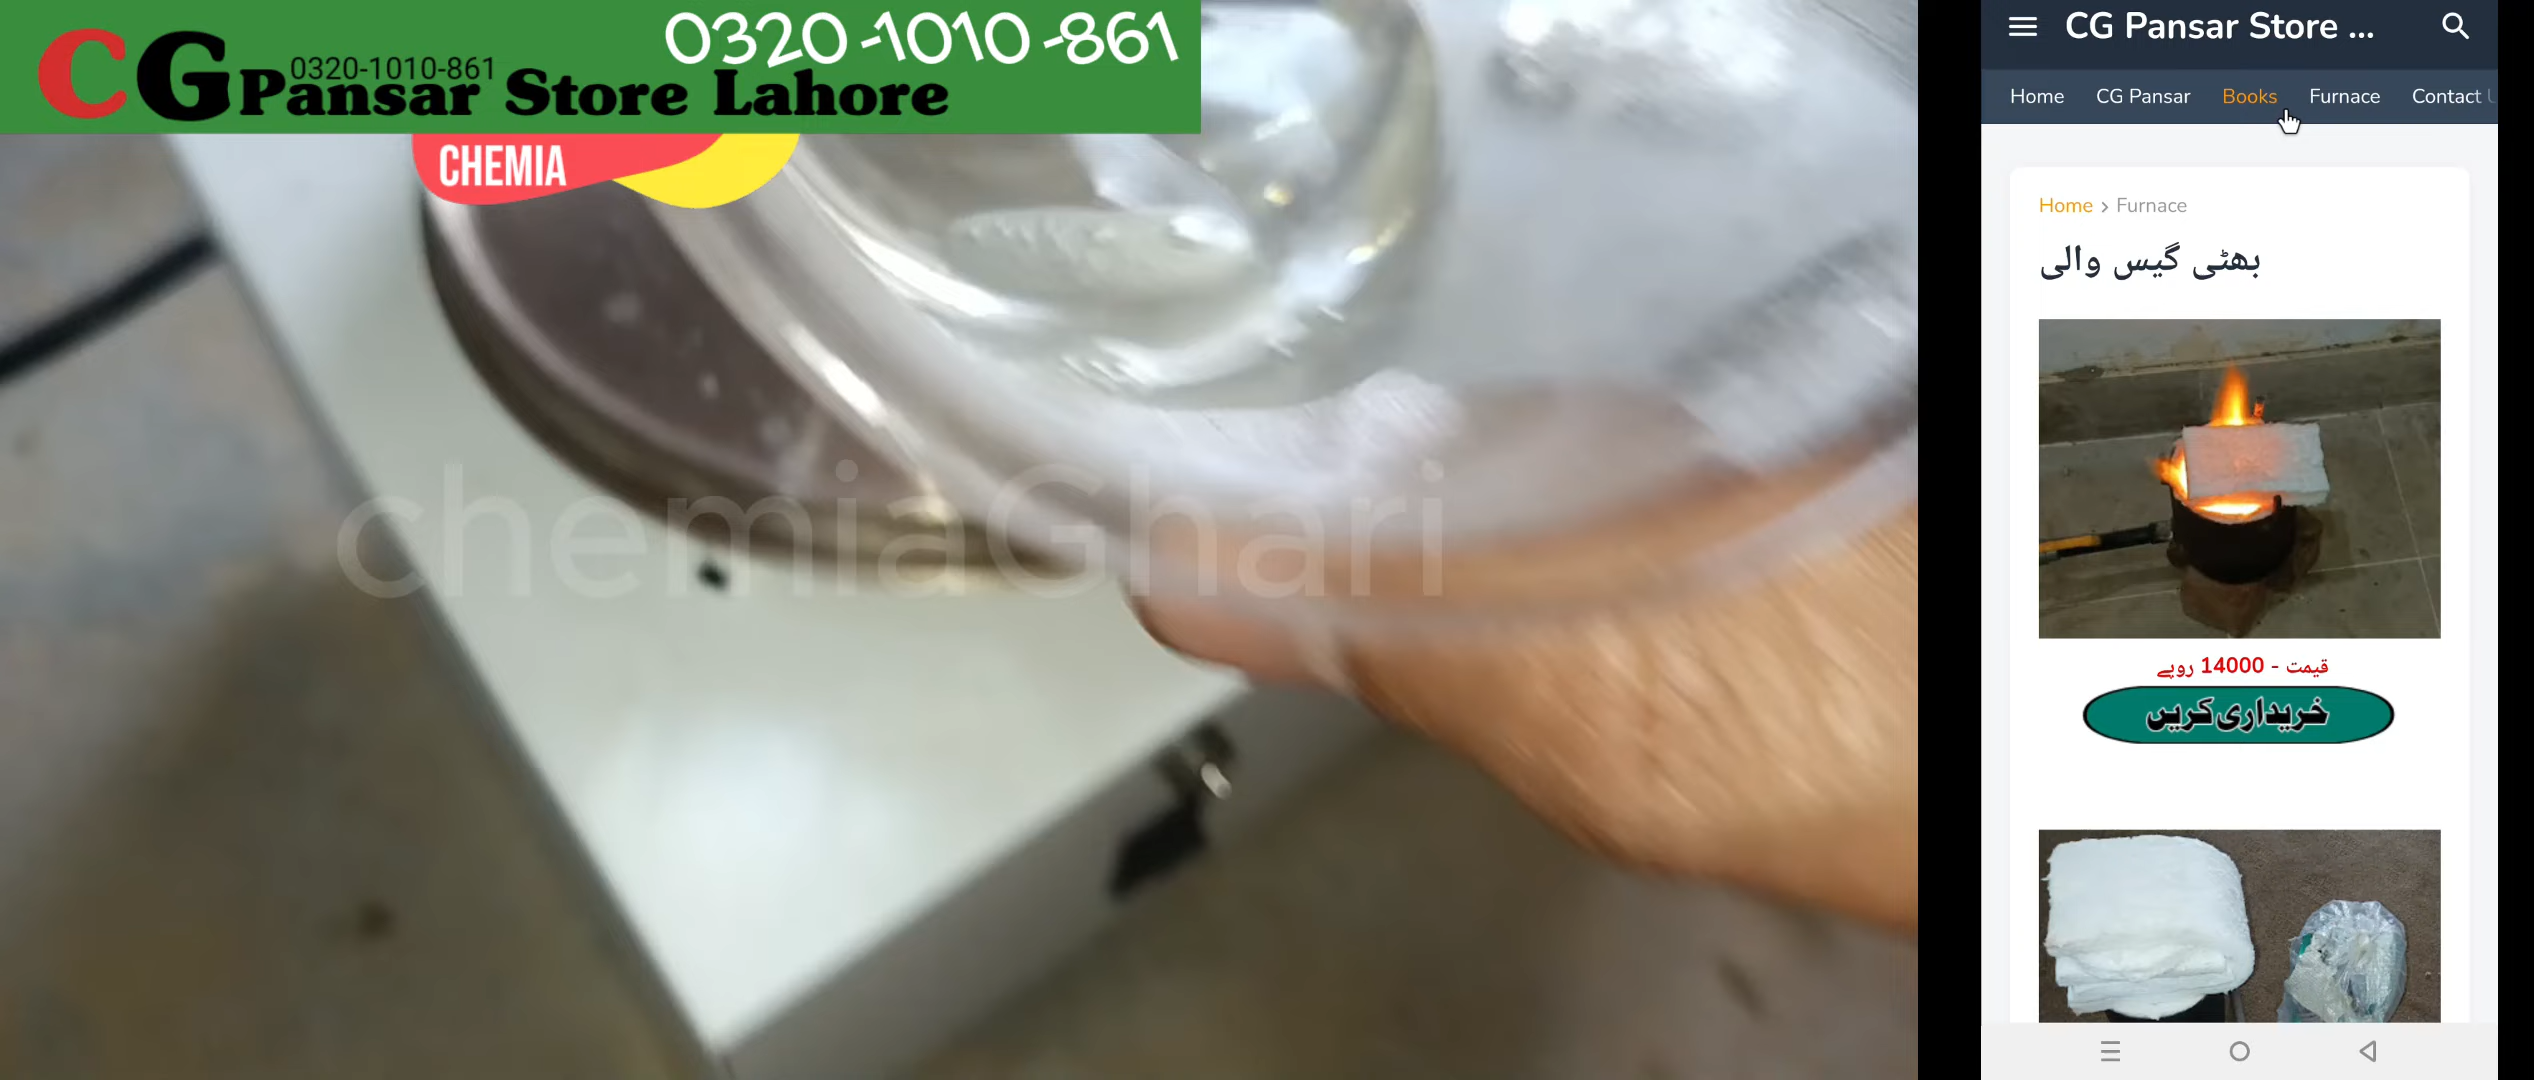 0320-1010-861
0320-1010-861
CG Pansar Store Lahore
CHEMIA
chemiaGhari
CG Pansar Store ...
Home CG Pansar Books Furnace Contact
Home > Furnace
بھٹی گیس والی
قیمت - 14000 روپے
خریداری کریں